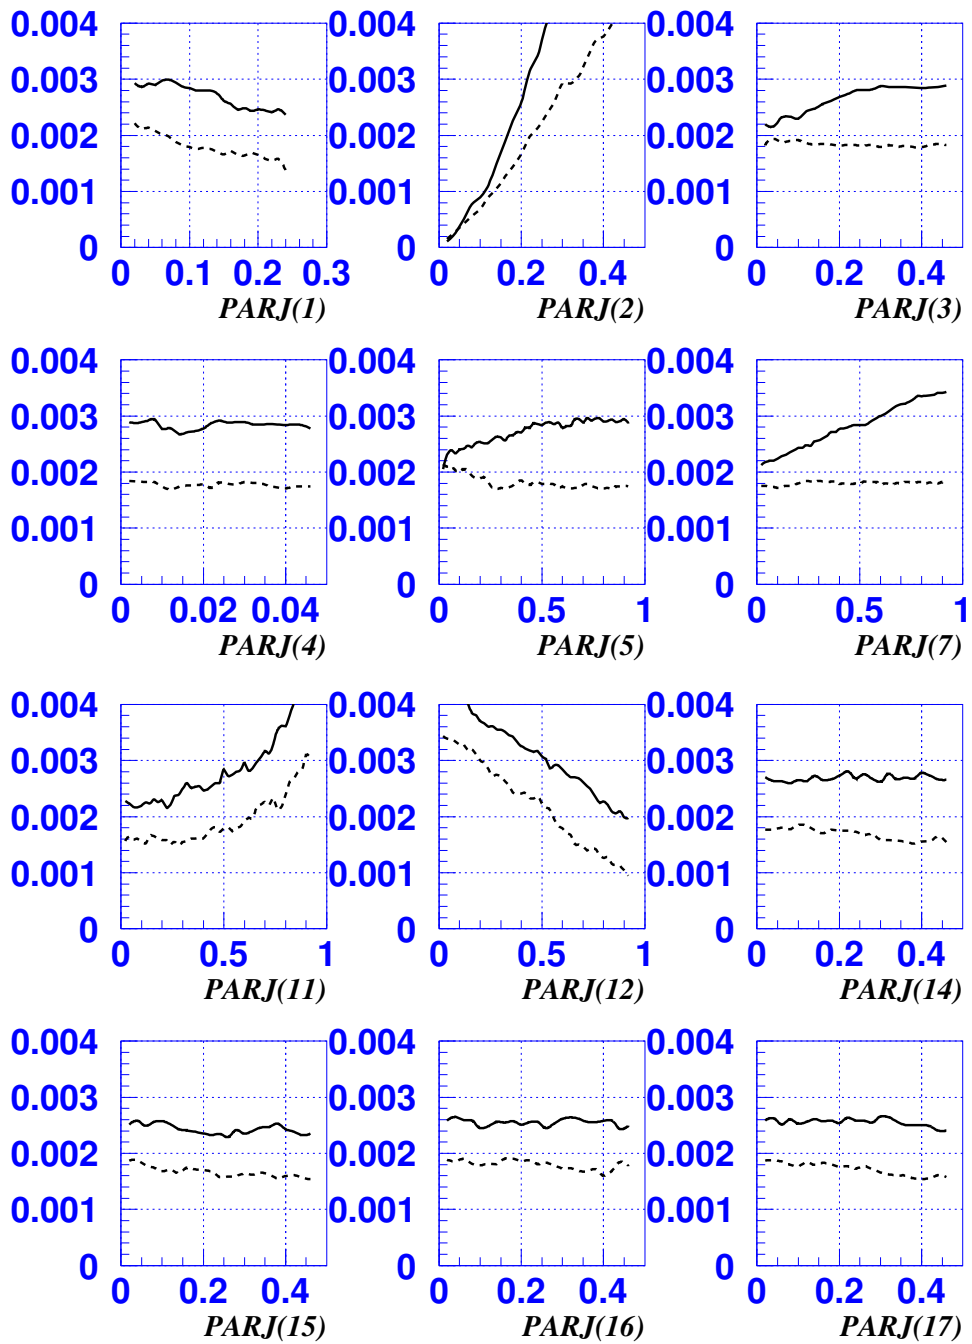 0.004 0.004 0.004
0.003 0.003 0.003
0.002 0.002 0.002
0.001 0.001 0.001
0 0 0
0 0.1 0.2 0.3 0 0.2 0.4 0 0.2 0.4
PARJ(1) PARJ(2) PARJ(3)
0.004 0.004 0.004
0.003 0.003 0.003
0.002 0.002 0.002
0.001 0.001 0.001
0 0 0
0 0.02 0.04 0 0.5 1 0 0.5 1
PARJ(4) PARJ(5) PARJ(7)
0.004 0.004 0.004
0.003 0.003 0.003
0.002 0.002 0.002
0.001 0.001 0.001
0 0 0
0 0.5 1 0 0.5 1 0 0.2 0.4
PARJ(11) PARJ(12) PARJ(14)
0.004 0.004 0.004
0.003 0.003 0.003
0.002 0.002 0.002
0.001 0.001 0.001
0 0 0
0 0.2 0.4 0 0.2 0.4 0 0.2 0.4
PARJ(15) PARJ(16) PARJ(17)